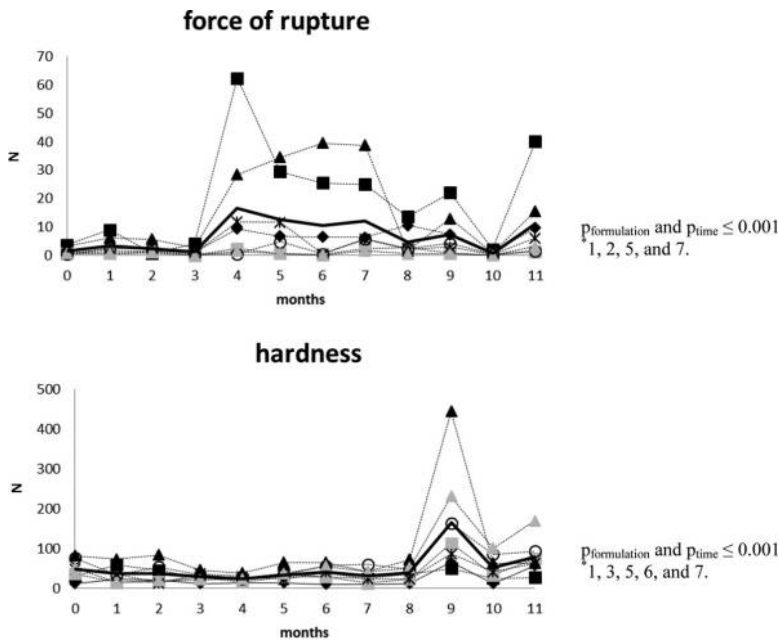 force of rupture
70
60
50
40
30
20
10
0
N
0 1 2 3 4 5 6 7 8 9 10 11
months
pformulation and ptime ≤ 0.001
*1, 2, 5, and 7.
hardness
500
400
300
200
100
0
N
0 1 2 3 4 5 6 7 8 9 10 11
months
pformulation and ptime ≤ 0.001
*1, 3, 5, 6, and 7.